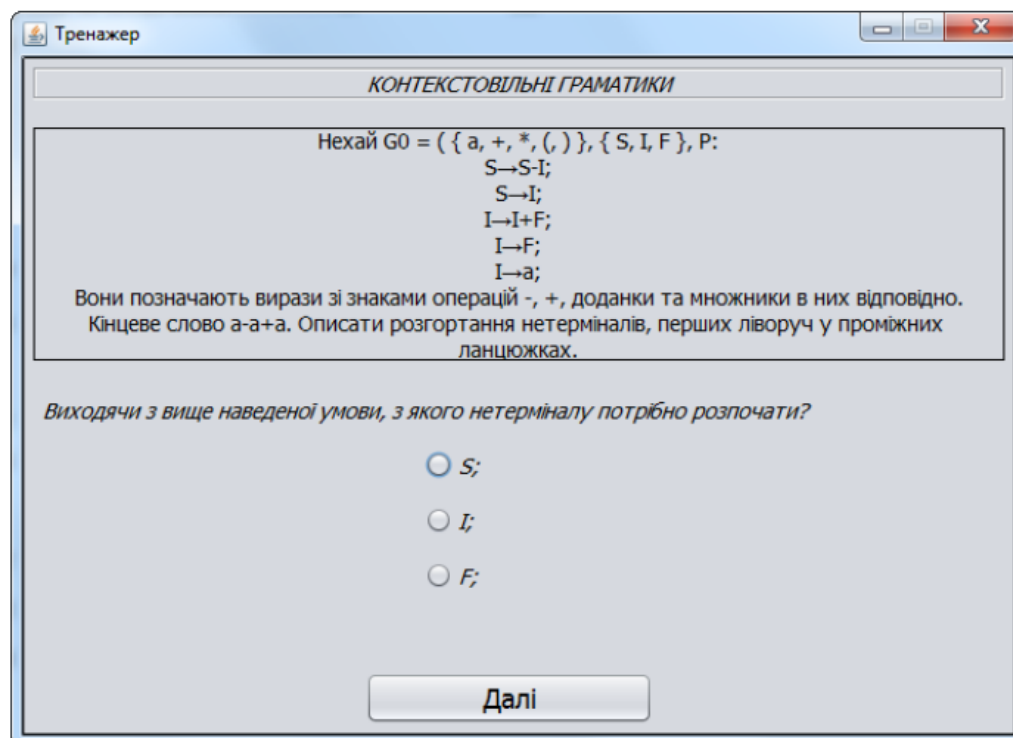 Тренажер
КОНТЕКСТОВІЛЬНІ ГРАМАТИКИ
Нехай G0 = ( { a, +, *, (, ) }, { S, I, F }, P:
S→S-I;
S→I;
I→I+F;
I→F;
I→a;
Вони позначають вирази зі знаками операцій -, +, доданки та множники в них відповідно.
Кінцеве слово a-a+a. Описати розгортання нетерміналів, перших ліворуч у проміжних
ланцюжках.
Виходячи з вище наведеної умови, з якого нетерміналу потрібно розпочати?
S;
I;
F;
Далі